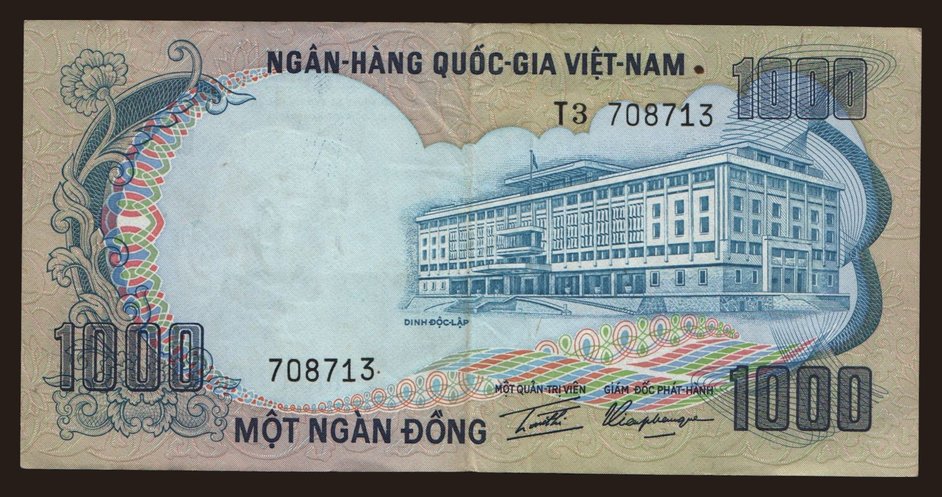 NGÂN-HÀNG QUỐC-GIA VIỆT-NAM
1000
T3 708713
DINH ĐỘC-LẬP
1000
708713
MỘT QUẢN TRỊ VIÊN
GIÁM ĐỐC PHÁT-HÀNH
1000
MỘT NGÀN ĐỒNG